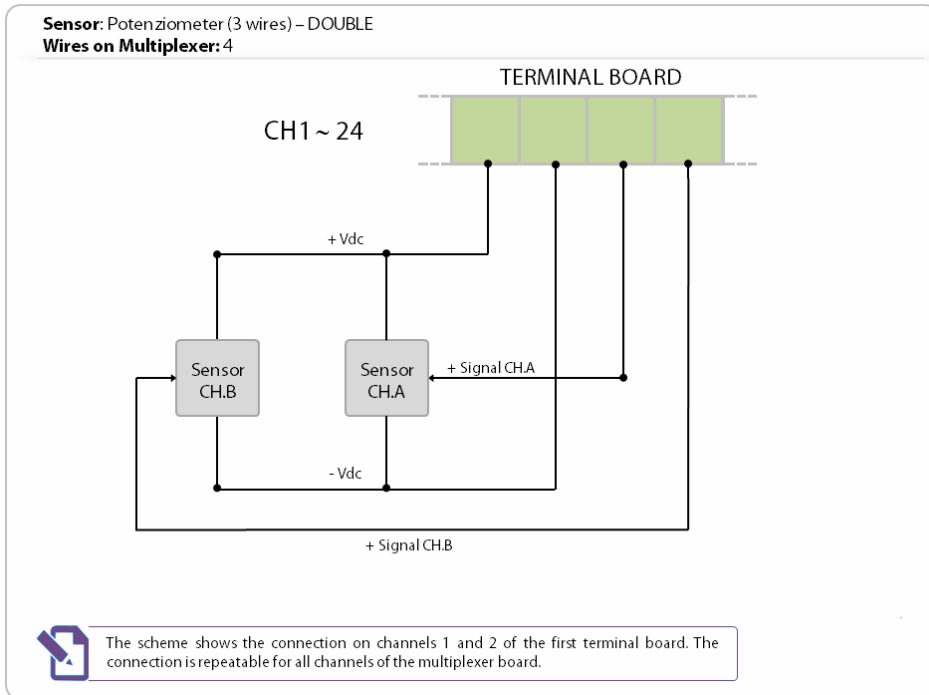 Sensor: Potenziometer (3 wires) – DOUBLE
Wires on Multiplexer: 4
TERMINAL BOARD
CH1 ~ 24
+ Vdc
Sensor
CH.B
Sensor
CH.A
+ Signal CH.A
- Vdc
+ Signal CH.B
The scheme shows the connection on channels 1 and 2 of the first terminal board. The
connection is repeatable for all channels of the multiplexer board.